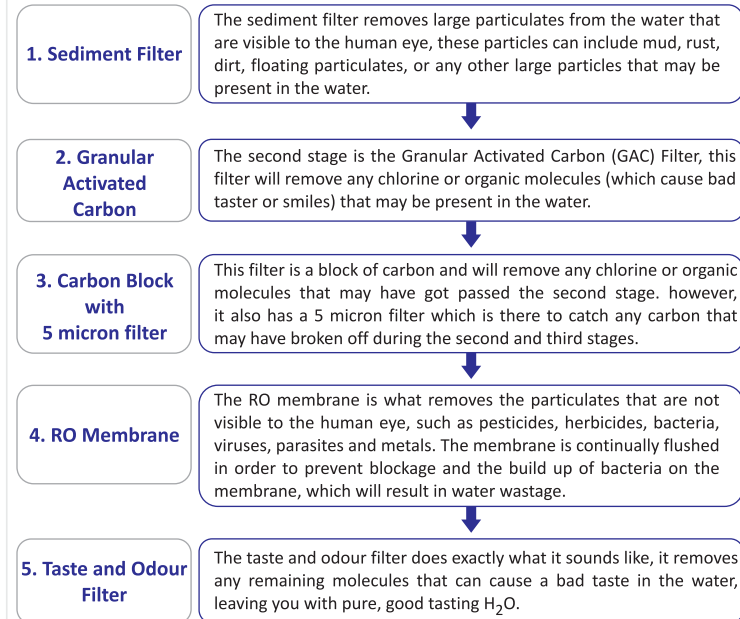 1. Sediment Filter
The sediment filter removes large particulates from the water that
are visible to the human eye, these particles can include mud, rust,
dirt, floating particulates, or any other large particles that may be
present in the water.
2. Granular
Activated
Carbon
The second stage is the Granular Activated Carbon (GAC) Filter, this
filter will remove any chlorine or organic molecules (which cause bad
taster or smiles) that may be present in the water.
3. Carbon Block
with
5 micron filter
This filter is a block of carbon and will remove any chlorine or organic
molecules that may have got passed the second stage. however,
it also has a 5 micron filter which is there to catch any carbon that
may have broken off during the second and third stages.
4. RO Membrane
The RO membrane is what removes the particulates that are not
visible to the human eye, such as pesticides, herbicides, bacteria,
viruses, parasites and metals. The membrane is continually flushed
in order to prevent blockage and the build up of bacteria on the
membrane, which will result in water wastage.
5. Taste and Odour
Filter
The taste and odour filter does exactly what it sounds like, it removes
any remaining molecules that can cause a bad taste in the water,
leaving you with pure, good tasting H₂O.